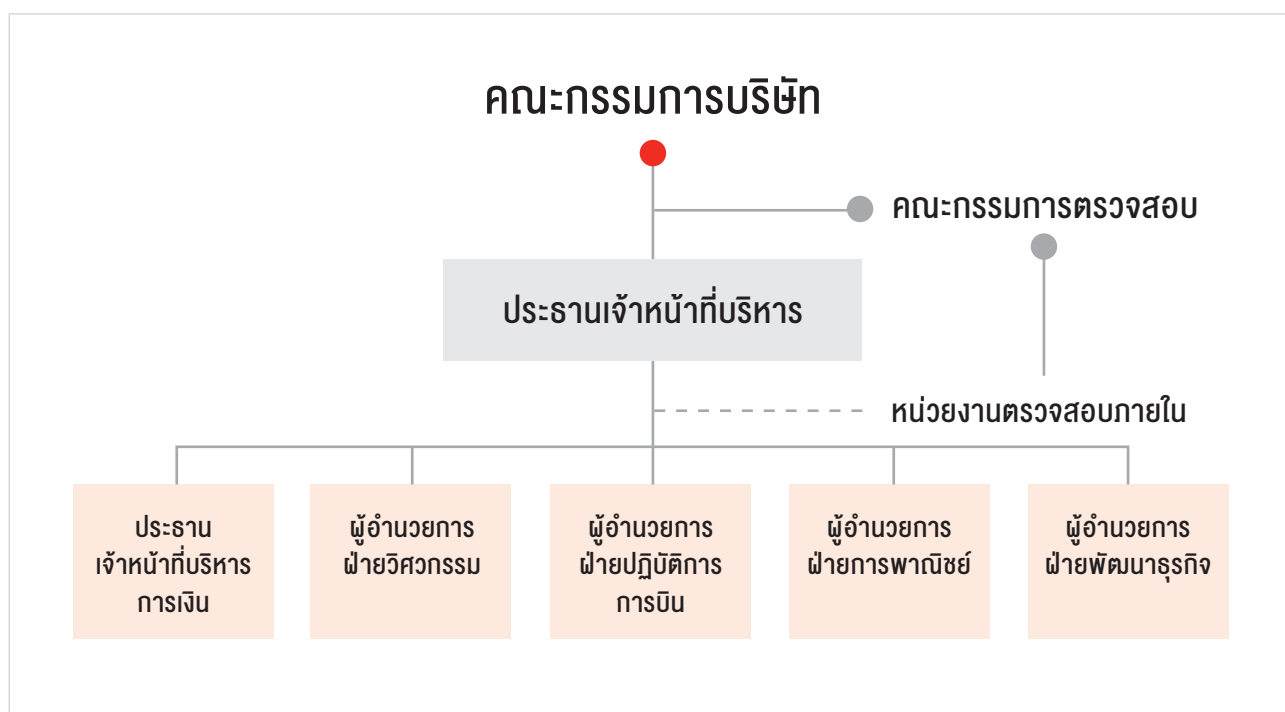 คณะกรรมการบริษัท
คณะกรรมการตรวจสอบ
ประธานเจ้าหน้าที่บริหาร
หน่วยงานตรวจสอบภายใน
ประธาน
เจ้าหน้าที่บริหาร
การเงิน
ผู้อำนวยการ
ฝ่ายวิศวกรรม
ผู้อำนวยการ
ฝ่ายปฏิบัติการ
การบิน
ผู้อำนวยการ
ฝ่ายการพาณิชย์
ผู้อำนวยการ
ฝ่ายพัฒนาธุรกิจ